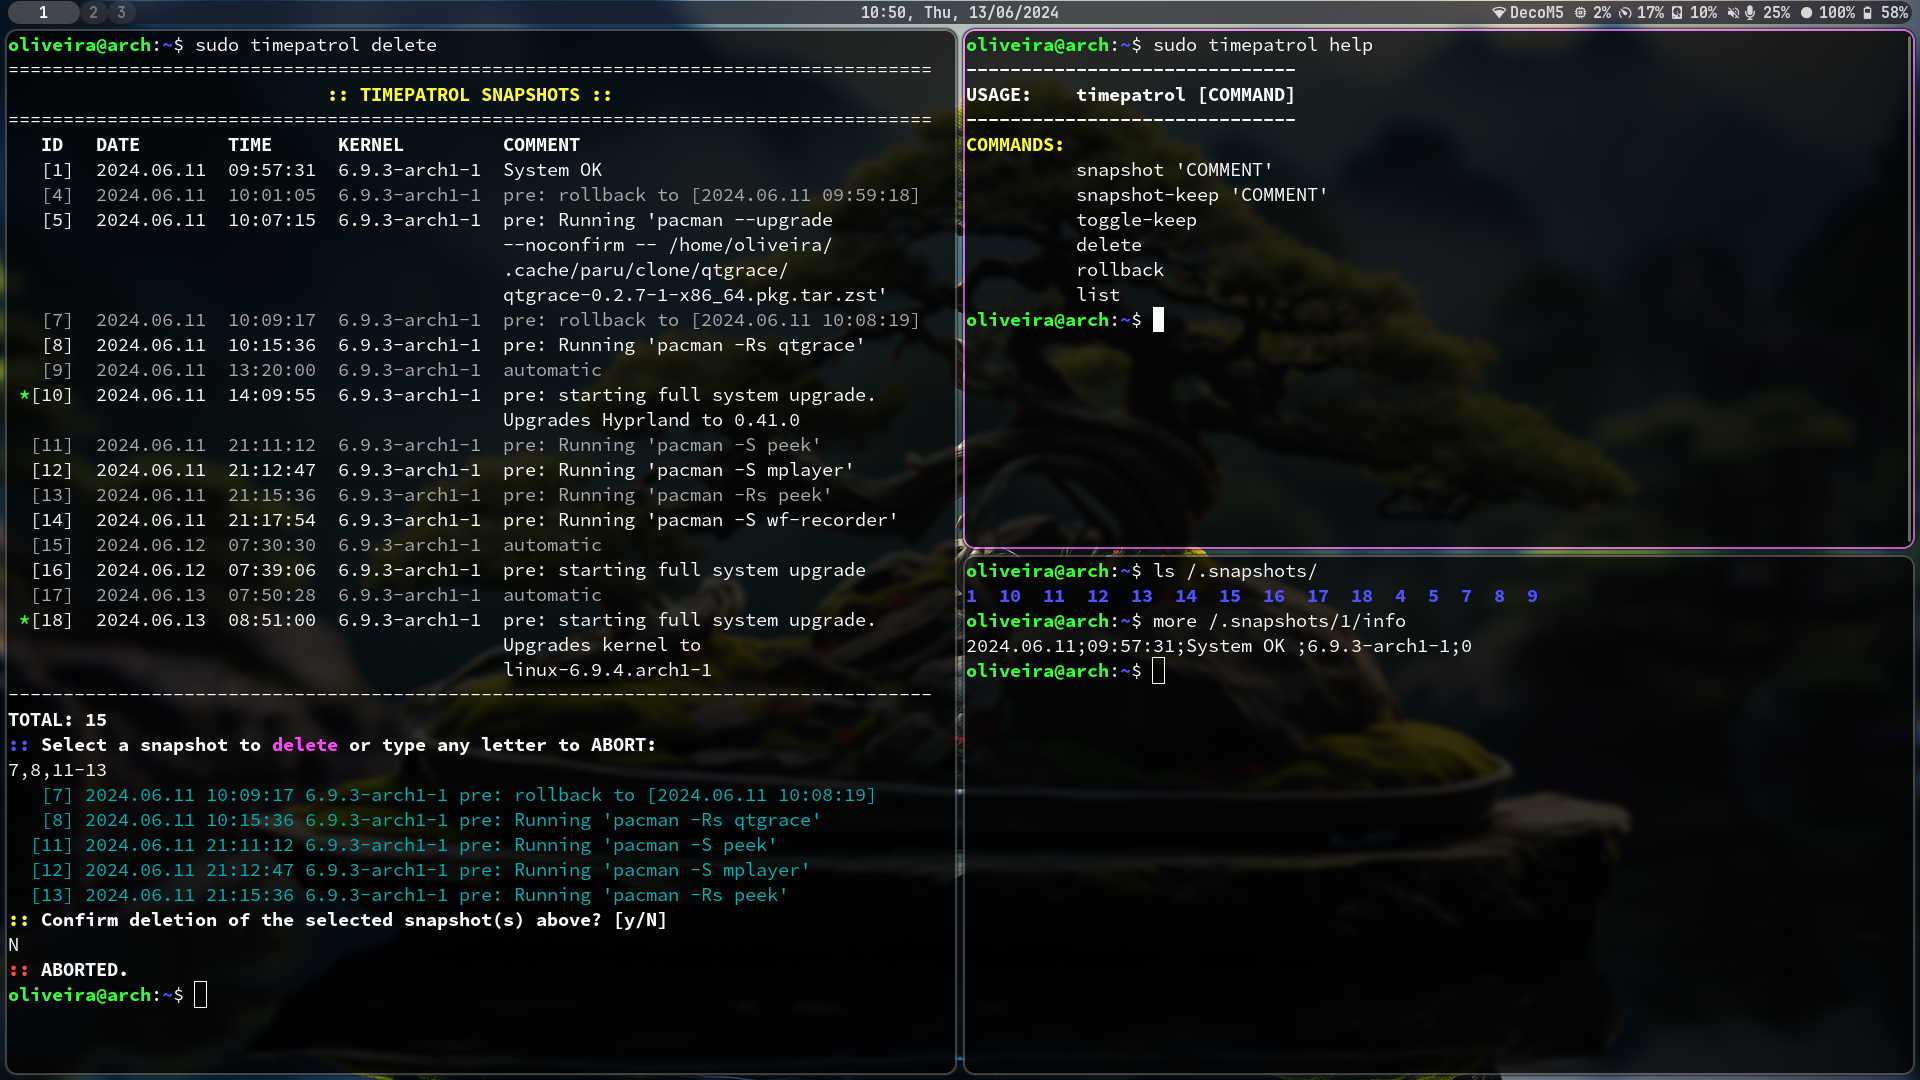 1 2 3 10:50, Thu, 13/06/2024 DecoM5 2% 17% 10% 25% 100% 58%
oliveira@arch:~$ sudo timepatrol delete
====================================================================================
:: TIMEPATROL SNAPSHOTS ::
====================================================================================
ID DATE TIME KERNEL COMMENT
[1] 2024.06.11 09:57:31 6.9.3-arch1-1 System OK
[4] 2024.06.11 10:01:05 6.9.3-arch1-1 pre: rollback to [2024.06.11 09:59:18]
[5] 2024.06.11 10:07:15 6.9.3-arch1-1 pre: Running 'pacman --upgrade
--noconfirm -- /home/oliveira/
.cache/paru/clone/qtgrace/
qtgrace-0.2.7-1-x86_64.pkg.tar.zst'
[7] 2024.06.11 10:09:17 6.9.3-arch1-1 pre: rollback to [2024.06.11 10:08:19]
[8] 2024.06.11 10:15:36 6.9.3-arch1-1 pre: Running 'pacman -Rs qtgrace'
[9] 2024.06.11 13:20:00 6.9.3-arch1-1 automatic
*[10] 2024.06.11 14:09:55 6.9.3-arch1-1 pre: starting full system upgrade.
Upgrades Hyprland to 0.41.0
[11] 2024.06.11 21:11:12 6.9.3-arch1-1 pre: Running 'pacman -S peek'
[12] 2024.06.11 21:12:47 6.9.3-arch1-1 pre: Running 'pacman -S mplayer'
[13] 2024.06.11 21:15:36 6.9.3-arch1-1 pre: Running 'pacman -Rs peek'
[14] 2024.06.11 21:17:54 6.9.3-arch1-1 pre: Running 'pacman -S wf-recorder'
[15] 2024.06.12 07:30:30 6.9.3-arch1-1 automatic
[16] 2024.06.12 07:39:06 6.9.3-arch1-1 pre: starting full system upgrade
[17] 2024.06.13 07:50:28 6.9.3-arch1-1 automatic
*[18] 2024.06.13 08:51:00 6.9.3-arch1-1 pre: starting full system upgrade.
Upgrades kernel to
linux-6.9.4.arch1-1
------------------------------------------------------------------------------------
TOTAL: 15
:: Select a snapshot to delete or type any letter to ABORT:
7,8,11-13
[7] 2024.06.11 10:09:17 6.9.3-arch1-1 pre: rollback to [2024.06.11 10:08:19]
[8] 2024.06.11 10:15:36 6.9.3-arch1-1 pre: Running 'pacman -Rs qtgrace'
[11] 2024.06.11 21:11:12 6.9.3-arch1-1 pre: Running 'pacman -S peek'
[12] 2024.06.11 21:12:47 6.9.3-arch1-1 pre: Running 'pacman -S mplayer'
[13] 2024.06.11 21:15:36 6.9.3-arch1-1 pre: Running 'pacman -Rs peek'
:: Confirm deletion of the selected snapshot(s) above? [y/N]
N
:: ABORTED.
oliveira@arch:~$
oliveira@arch:~$ sudo timepatrol help
------------------------------
USAGE: timepatrol [COMMAND]
------------------------------
COMMANDS:
snapshot 'COMMENT'
snapshot-keep 'COMMENT'
toggle-keep
delete
rollback
list
oliveira@arch:~$
oliveira@arch:~$ ls /.snapshots/
1 10 11 12 13 14 15 16 17 18 4 5 7 8 9
oliveira@arch:~$ more /.snapshots/1/info
2024.06.11;09:57:31;System OK ;6.9.3-arch1-1;0
oliveira@arch:~$